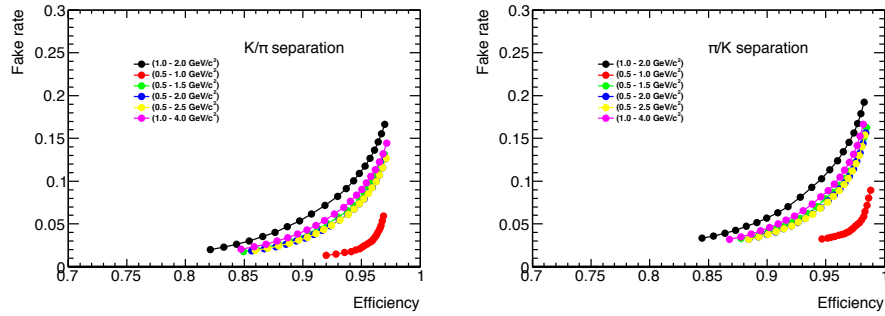 Fake rate
0.3
0.25
0.2
0.15
0.1
0.05
0
K/π separation
(1.0 - 2.0 GeV/c²)
(0.5 - 1.0 GeV/c²)
(0.5 - 1.5 GeV/c²)
(0.5 - 2.0 GeV/c²)
(0.5 - 2.5 GeV/c²)
(1.0 - 4.0 GeV/c²)
0.7 0.75 0.8 0.85 0.9 0.95 1
Efficiency
Fake rate
0.3
0.25
0.2
0.15
0.1
0.05
0
π/K separation
(1.0 - 2.0 GeV/c²)
(0.5 - 1.0 GeV/c²)
(0.5 - 1.5 GeV/c²)
(0.5 - 2.0 GeV/c²)
(0.5 - 2.5 GeV/c²)
(1.0 - 4.0 GeV/c²)
0.7 0.75 0.8 0.85 0.9 0.95 1
Efficiency